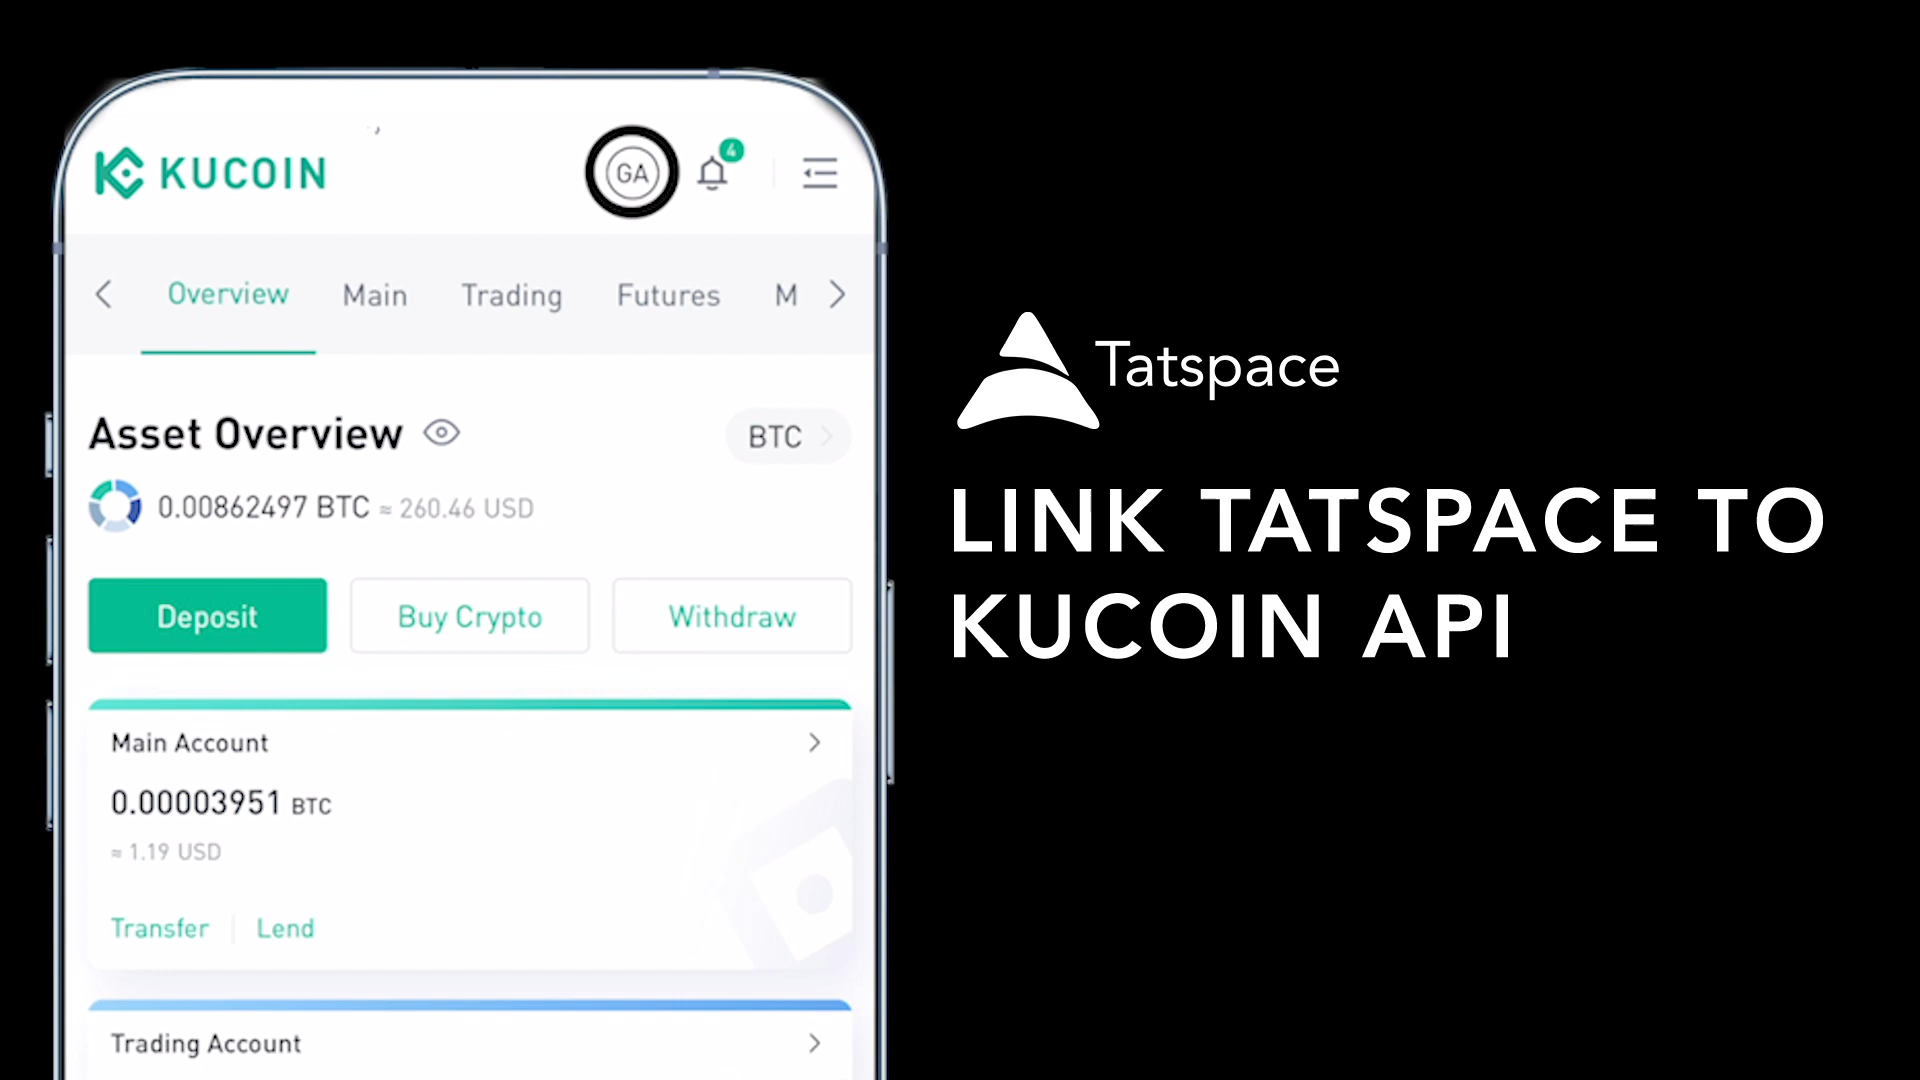 KUCOIN
GA
4
Overview Main Trading Futures M
Asset Overview
BTC
0.00862497 BTC ≈ 260.46 USD
Deposit Buy Crypto Withdraw
Main Account
0.00003951 BTC
≈ 1.19 USD
Transfer Lend
Trading Account
Tatspace
LINK TATSPACE TO
KUCOIN API